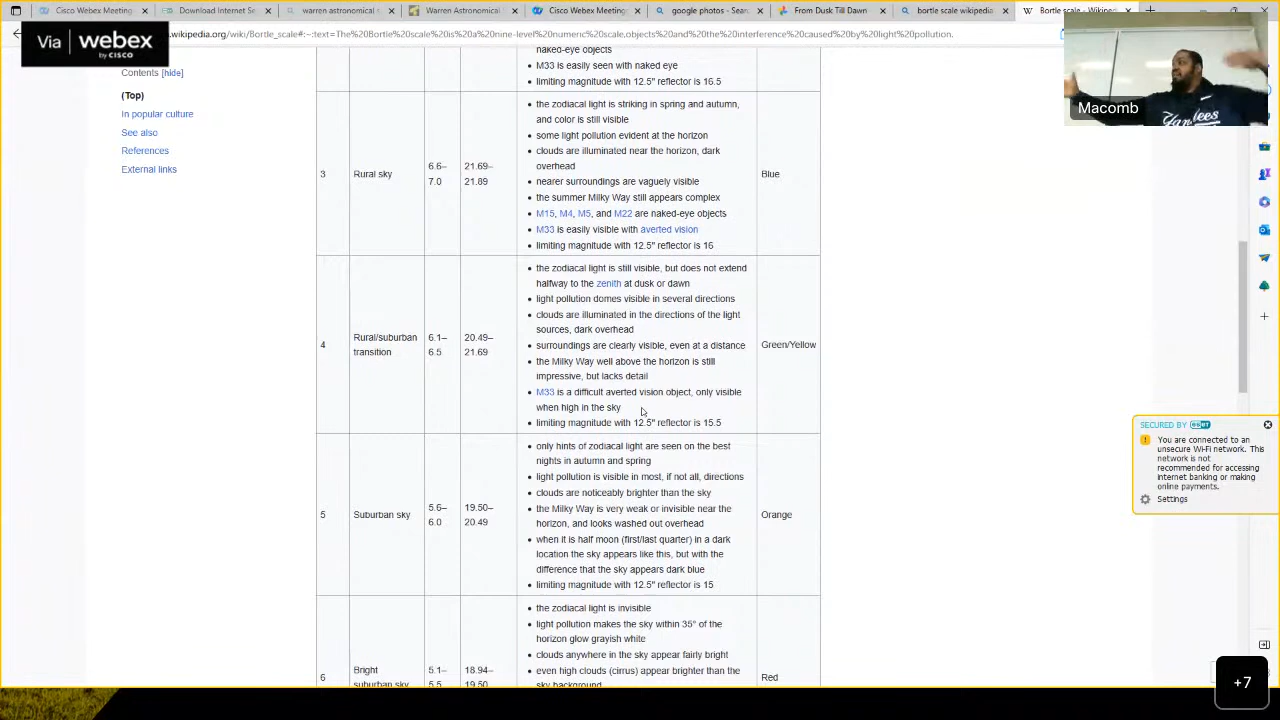 Cisco Webex Meeting
Download Internet Se
warren astronomical
Warren Astronomical
Cisco Webex Meeting
google photos - Sear
From Dusk Till Dawn
bortle scale wikipedi
Bortle scale - Wikipe
.wikipedia.org/wiki/Bortle_scale#:~:text=The%20Bortle%20scale%20is%20a%20nine-level%20numeric%20scale,objects%20and%20the%20interference%20caused%20by%20light%20pollution.
Via webex
by CISCO
Macomb
Yankees
Contents [hide]
(Top)
In popular culture
See also
References
External links
naked-eye objects
M33 is easily seen with naked eye
limiting magnitude with 12.5" reflector is 16.5
3
Rural sky
6.6–
7.0
21.69–
21.89
the zodiacal light is striking in spring and autumn,
and color is still visible
some light pollution evident at the horizon
clouds are illuminated near the horizon, dark
overhead
nearer surroundings are vaguely visible
the summer Milky Way still appears complex
M15, M4, M5, and M22 are naked-eye objects
M33 is easily visible with averted vision
limiting magnitude with 12.5" reflector is 16
Blue
4
Rural/suburban
transition
6.1–
6.5
20.49–
21.69
the zodiacal light is still visible, but does not extend
halfway to the zenith at dusk or dawn
light pollution domes visible in several directions
clouds are illuminated in the directions of the light
sources, dark overhead
surroundings are clearly visible, even at a distance
the Milky Way well above the horizon is still
impressive, but lacks detail
M33 is a difficult averted vision object, only visible
when high in the sky
limiting magnitude with 12.5" reflector is 15.5
Green/Yellow
5
Suburban sky
5.6–
6.0
19.50–
20.49
only hints of zodiacal light are seen on the best
nights in autumn and spring
light pollution is visible in most, if not all, directions
clouds are noticeably brighter than the sky
the Milky Way is very weak or invisible near the
horizon, and looks washed out overhead
when it is half moon (first/last quarter) in a dark
location the sky appears like this, but with the
difference that the sky appears dark blue
limiting magnitude with 12.5" reflector is 15
Orange
6
Bright
suburban sky
5.1–
5.5
18.94–
19.50
the zodiacal light is invisible
light pollution makes the sky within 35° of the
horizon glow grayish white
clouds anywhere in the sky appear fairly bright
even high clouds (cirrus) appear brighter than the
sky background
Red
SECURED BY eset
You are connected to an
unsecure Wi-Fi network. This
network is not
recommended for accessing
internet banking or making
online payments.
Settings
+7